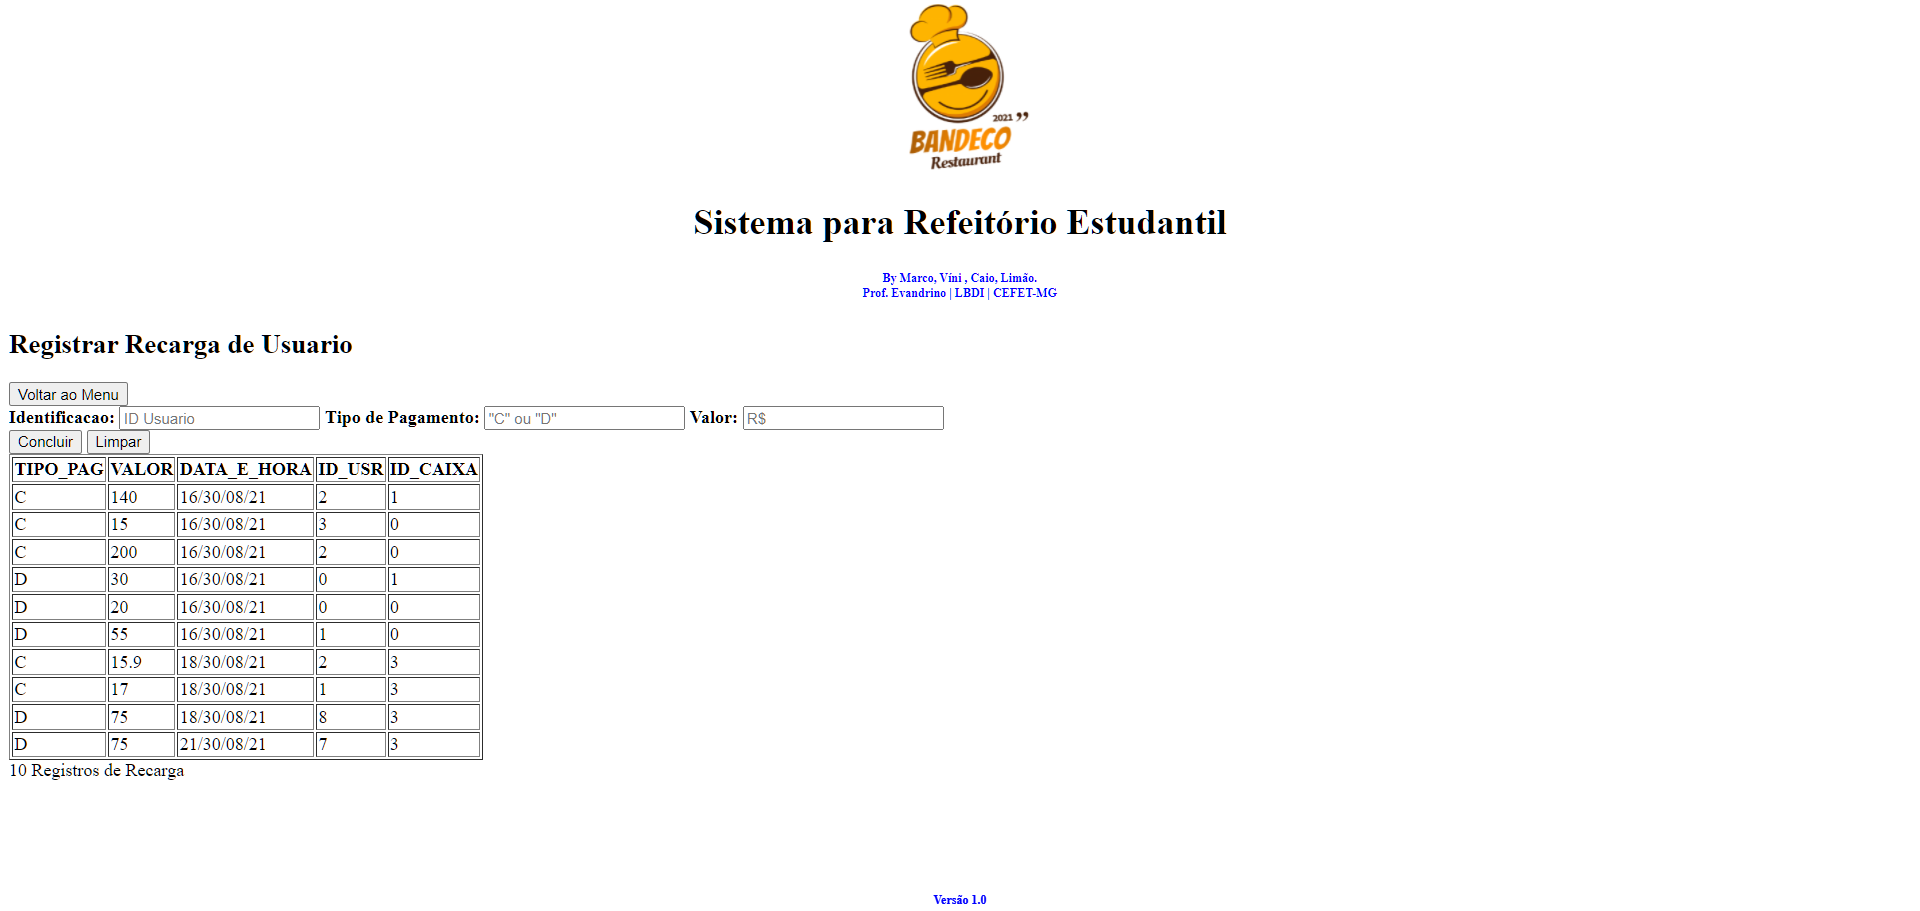 2021 ”
BANDECO
Restaurant
Sistema para Refeitório Estudantil
By Marco, Víni , Caio, Limão.
Prof. Evandrino | LBDI | CEFET-MG
Registrar Recarga de Usuario
Voltar ao Menu
Identificacao: ID Usuario Tipo de Pagamento: "C" ou "D" Valor: R$
Concluir Limpar
TIPO_PAG VALOR DATA_E_HORA ID_USR ID_CAIXA
C 140 16/30/08/21 2 1
C 15 16/30/08/21 3 0
C 200 16/30/08/21 2 0
D 30 16/30/08/21 0 1
D 20 16/30/08/21 0 0
D 55 16/30/08/21 1 0
C 15.9 18/30/08/21 2 3
C 17 18/30/08/21 1 3
D 75 18/30/08/21 8 3
D 75 21/30/08/21 7 3
10 Registros de Recarga
Versão 1.0